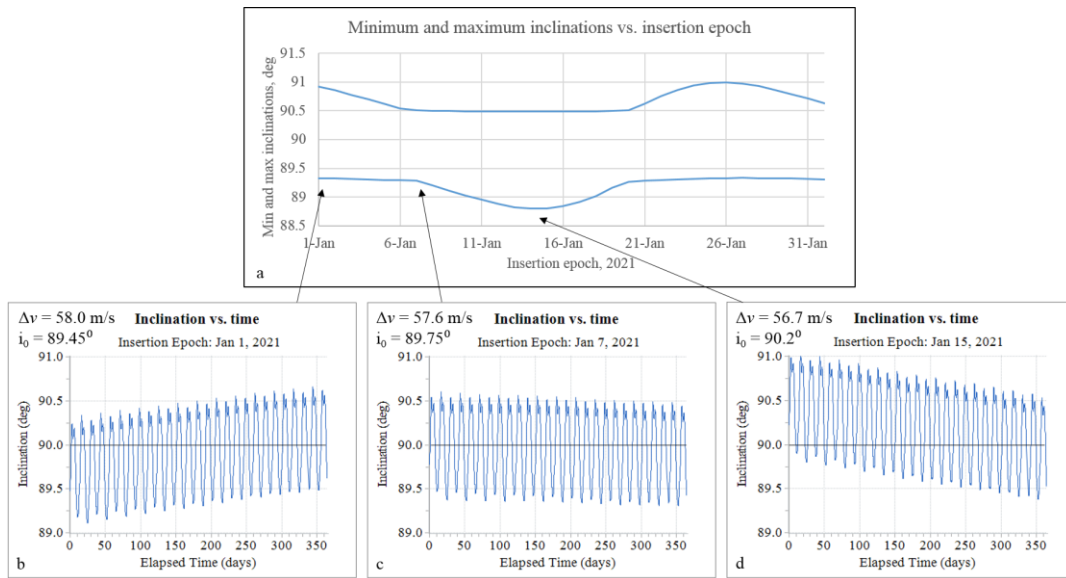 Minimum and maximum inclinations vs. insertion epoch
Min and max inclinations, deg
91.5
91
90.5
90
89.5
89
88.5
1-Jan 6-Jan 11-Jan 16-Jan 21-Jan 26-Jan 31-Jan
Insertion epoch, 2021
a
Δv = 58.0 m/s
i₀ = 89.45⁰
Inclination vs. time
Insertion Epoch: Jan 1, 2021
Inclination (deg)
91.0
90.5
90.0
89.5
89.0
0 50 100 150 200 250 300 350
Elapsed Time (days)
b
Δv = 57.6 m/s
i₀ = 89.75⁰
Inclination vs. time
Insertion Epoch: Jan 7, 2021
Inclination (deg)
91.0
90.5
90.0
89.5
89.0
0 50 100 150 200 250 300 350
Elapsed Time (days)
c
Δv = 56.7 m/s
i₀ = 90.2⁰
Inclination vs. time
Insertion Epoch: Jan 15, 2021
Inclination (deg)
91.0
90.5
90.0
89.5
89.0
0 50 100 150 200 250 300 350
Elapsed Time (days)
d